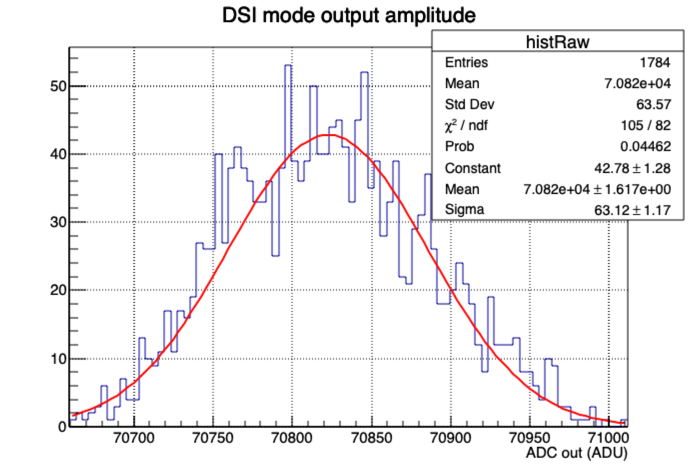 DSI mode output amplitude
histRaw
Entries 1784
Mean 7.082e+04
Std Dev 63.57
χ² / ndf 105 / 82
Prob 0.04462
Constant 42.78 ± 1.28
Mean 7.082e+04 ± 1.617e+00
Sigma 63.12 ± 1.17
50
40
30
20
10
0
70700 70750 70800 70850 70900 70950 71000
ADC out (ADU)